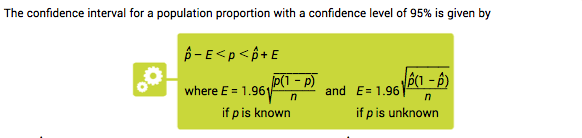 The confidence interval for a population proportion with a confidence level of 95% is given by
p̂ − E < p < p̂ + E
where E = 1.96√(p(1 − p)/n) and E = 1.96√(p̂(1 − p̂)/n)
if p is known if p is unknown